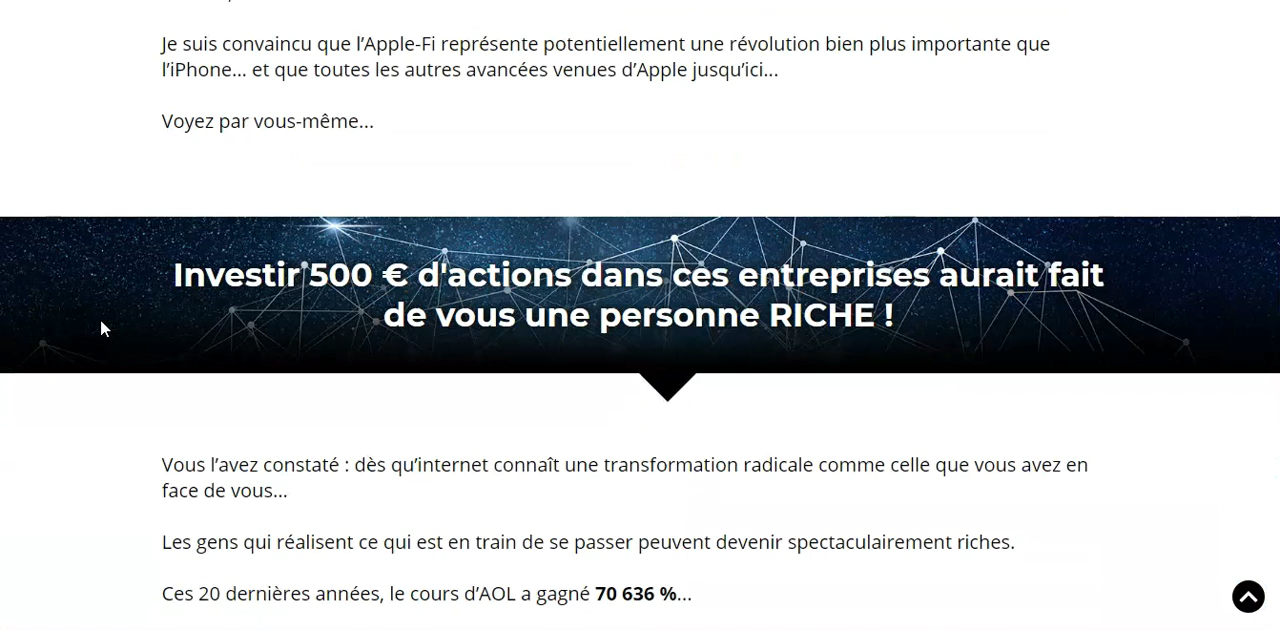 Je suis convaincu que l’Apple-Fi représente potentiellement une révolution bien plus importante que
l’iPhone... et que toutes les autres avancées venues d’Apple jusqu’ici...
Voyez par vous-même...
Investir 500 € d'actions dans ces entreprises aurait fait
de vous une personne RICHE !
Vous l’avez constaté : dès qu’internet connaît une transformation radicale comme celle que vous avez en
face de vous...
Les gens qui réalisent ce qui est en train de se passer peuvent devenir spectaculairement riches.
Ces 20 dernières années, le cours d’AOL a gagné 70 636 %...